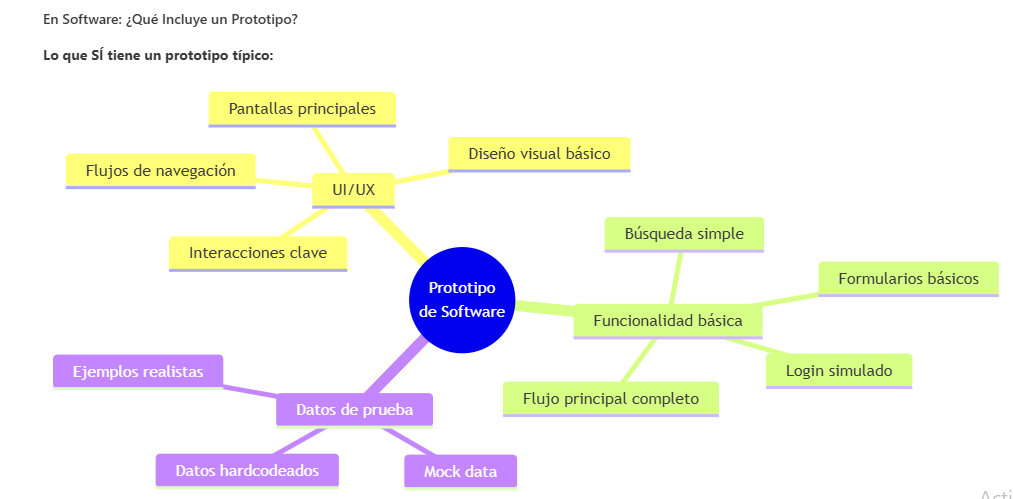 En Software: ¿Qué Incluye un Prototipo?
Lo que SÍ tiene un prototipo típico:
Pantallas principales
Diseño visual básico
Flujos de navegación
UI/UX
Interacciones clave
Búsqueda simple
Formularios básicos
Prototipo
de Software
Funcionalidad básica
Login simulado
Flujo principal completo
Ejemplos realistas
Datos de prueba
Datos hardcodeados
Mock data